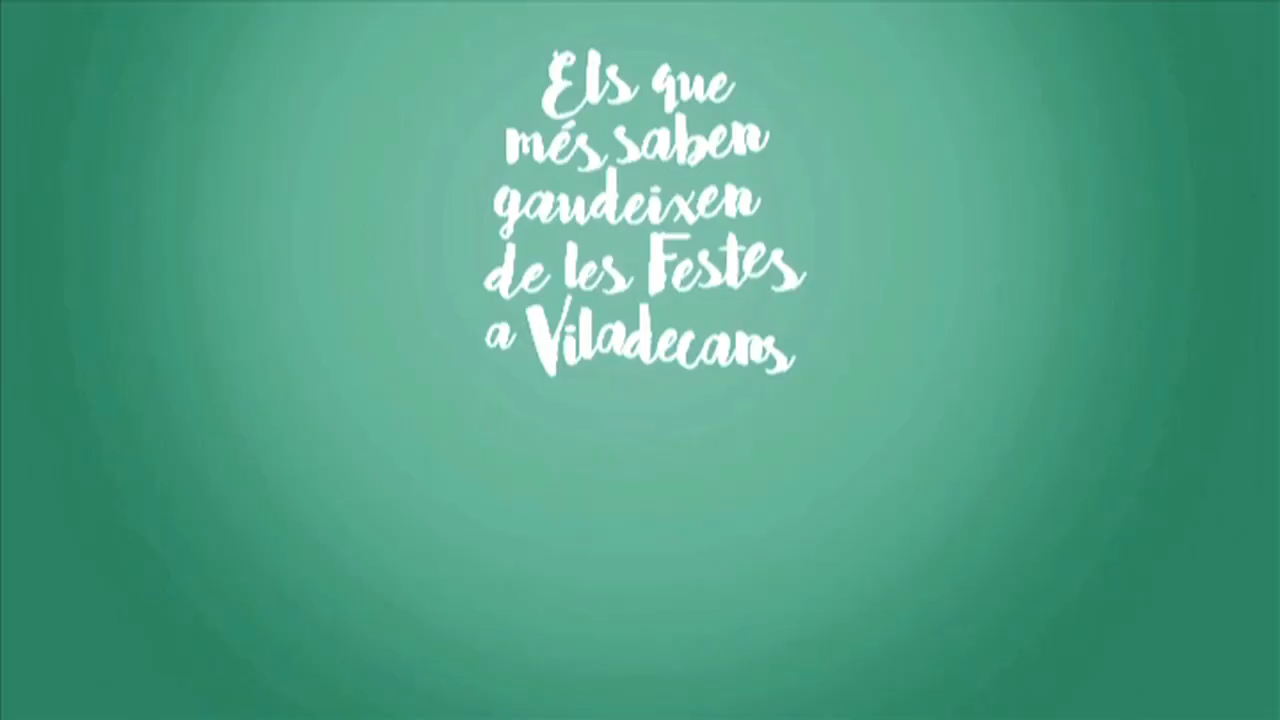 Els que
més saben
gaudeixen
de les Festes
a Viladecans